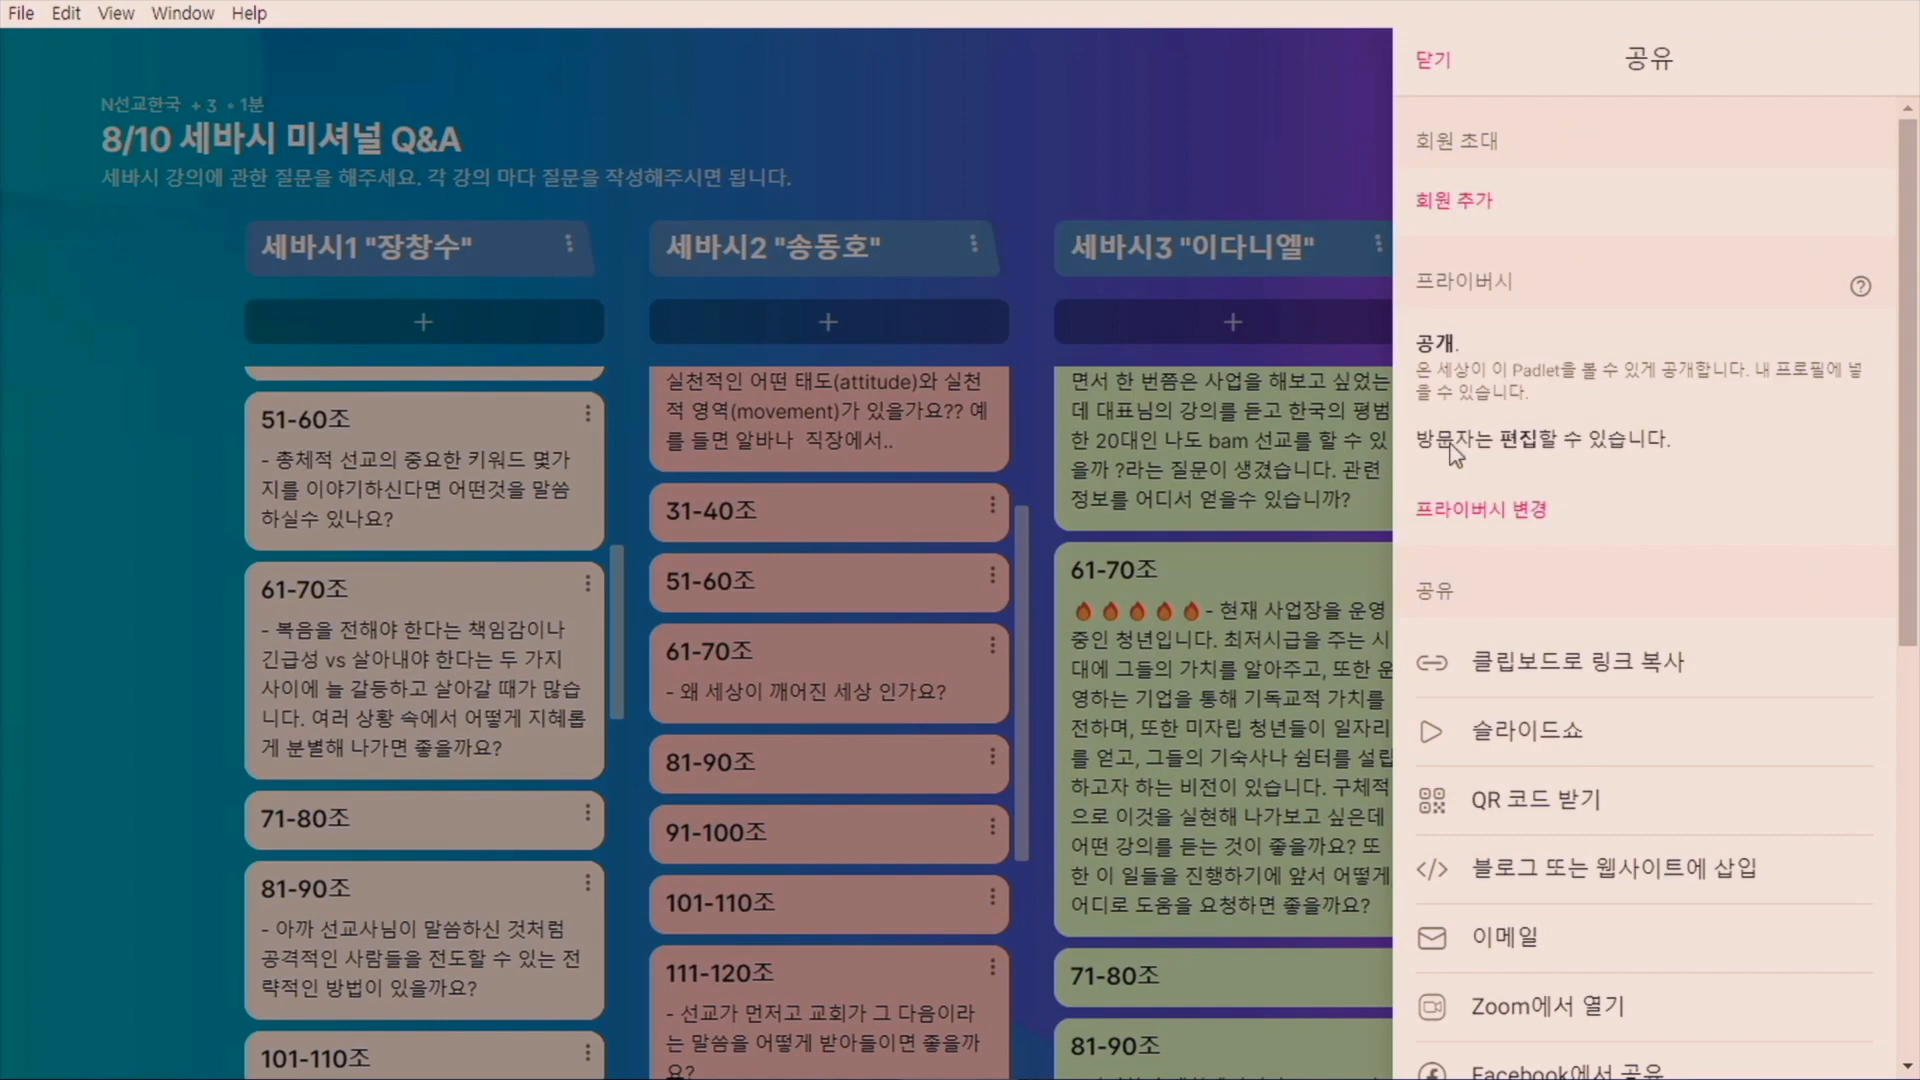 File Edit View Window Help
N선교한국 +3 • 1분
8/10 세바시 미셔널 Q&A
세바시 강의에 관한 질문을 해주세요. 각 강의 마다 질문을 작성해주시면 됩니다.
세바시1 "장창수"
+
51-60조
- 총체적 선교의 중요한 키워드 몇가
지를 이야기하신다면 어떤것을 말씀
하실수 있나요?
61-70조
- 복음을 전해야 한다는 책임감이나
긴급성 vs 살아내야 한다는 두 가지
사이에 늘 갈등하고 살아갈 때가 많습
니다. 여러 상황 속에서 어떻게 지혜롭
게 분별해 나가면 좋을까요?
71-80조
81-90조
- 아까 선교사님이 말씀하신 것처럼
공격적인 사람들을 전도할 수 있는 전
략적인 방법이 있을까요?
101-110조
세바시2 "송동호"
+
실천적인 어떤 태도(attitude)와 실천
적 영역(movement)가 있을가요?? 예
를 들면 알바나 직장에서..
31-40조
51-60조
61-70조
- 왜 세상이 깨어진 세상 인가요?
81-90조
91-100조
101-110조
111-120조
- 선교가 먼저고 교회가 그 다음이라
는 말씀을 어떻게 받아들이면 좋을까
요?
세바시3 "이다니엘"
+
면서 한 번쯤은 사업을 해보고 싶었는
데 대표님의 강의를 듣고 한국의 평범
한 20대인 나도 bam 선교를 할 수 있
을까 ?라는 질문이 생겼습니다. 관련
정보를 어디서 얻을수 있습니까?
61-70조
🔥🔥🔥🔥🔥- 현재 사업장을 운영
중인 청년입니다. 최저시급을 주는 시
대에 그들의 가치를 알아주고, 또한 운
영하는 기업을 통해 기독교적 가치를
전하며, 또한 미자립 청년들이 일자리
를 얻고, 그들의 기숙사나 쉼터를 설립
하고자 하는 비전이 있습니다. 구체적
으로 이것을 실현해 나가보고 싶은데
어떤 강의를 듣는 것이 좋을까요? 또
한 이 일들을 진행하기에 앞서 어떻게,
어디로 도움을 요청하면 좋을까요?
71-80조
81-90조
닫기 공유
회원 초대
회원 추가
프라이버시
공개.
온 세상이 이 Padlet을 볼 수 있게 공개합니다. 내 프로필에 넣
을 수 있습니다.
방문자는 편집할 수 있습니다.
프라이버시 변경
공유
클립보드로 링크 복사
슬라이드쇼
QR 코드 받기
블로그 또는 웹사이트에 삽입
이메일
Zoom에서 열기
Facebook에서 공유